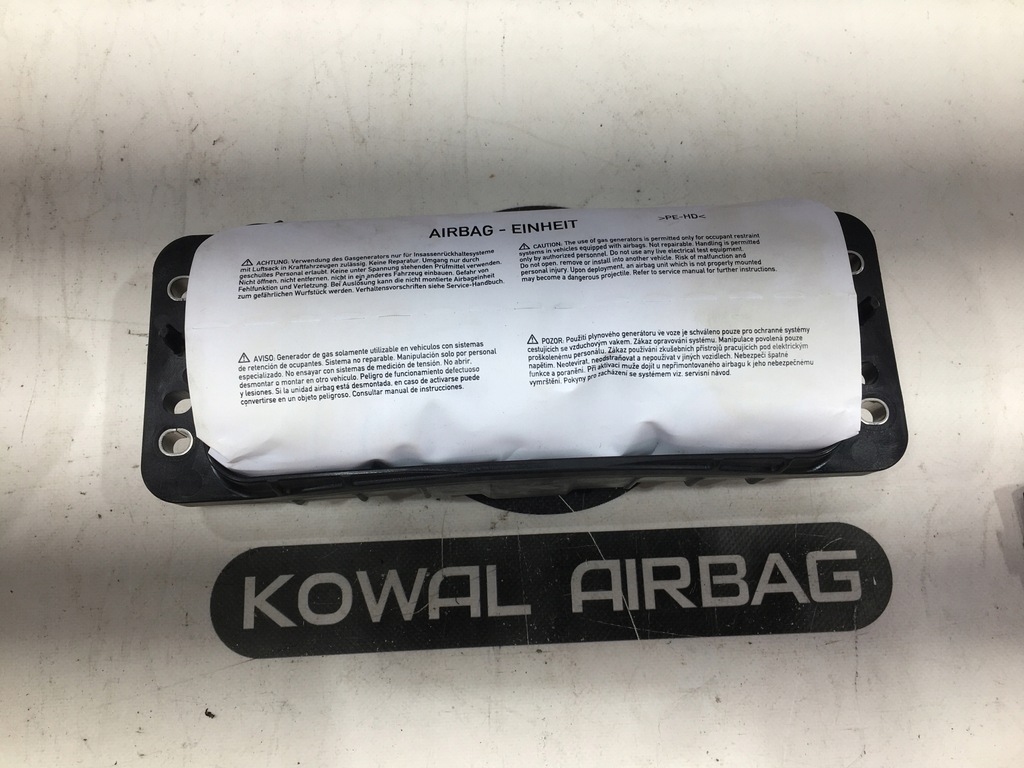 AIRBAG - EINHEIT
>PE-HD<
⚠ ACHTUNG: Verwendung des Gasgenerators nur für Insassenrückhaltesysteme
mit Luftsack in Kraftfahrzeugen zulässig. Keine Reparatur. Umgang nur durch
geschultes Personal erlaubt. Keine unter Spannung stehenden Prüfmittel verwenden.
Nicht öffnen, nicht entfernen, nicht in ein anderes Fahrzeug einbauen. Gefahr von
Fehlfunktion und Verletzung. Bei Auslösung kann die nicht montierte Airbageinheit
zum gefährlichen Wurfstück werden. Verhaltensvorschriften siehe Service-Handbuch.
⚠ CAUTION: The use of gas generators is permitted only for occupant restraint
systems in vehicles equipped with airbags. Not repairable. Handling is permitted
only by authorized personnel. Do not use any live electrical test equipment.
Do not open, remove or install into another vehicle. Risk of malfunction and
personal injury. Upon deployment, an airbag unit which is not properly mounted
may become a dangerous projectile. Refer to service manual for further instructions.
⚠ AVISO: Generador de gas solamente utilizable en vehiculos con sistemas
de retención de ocupantes. Sistema no reparable. Manipulación solo por personal
especializado. No ensayar con sistemas de medición de tensión. No abrir,
desmontar o montar en otro vehiculo. Peligro de funcionamiento defectuoso
y lesiones. Si la unidad airbag está desmontada, en caso de activarse puede
convertirse en un objeto peligroso. Consultar manual de instrucciones.
⚠ POZOR: Použití plynového generátoru ve voze je schváleno pouze pro ochranné systémy
cestujících se vzduchovým vakem. Zákaz opravování systému. Manipulace povolená pouze
proškolenému personálu. Zákaz používání zkušebních přístrojů pracujících pod elektrickým
napětím. Neotevírat, neodstraňovat a nepoužívat v jiných vozidlech. Nebezpečí špatné
funkce a poranění. Při aktivaci muže dojít u nepřimontovaného airbagu k jeho nebezpečnému
vymrštění. Pokyny pro zacházení se systémem viz. servisní návod.
KOWAL AIRBAG